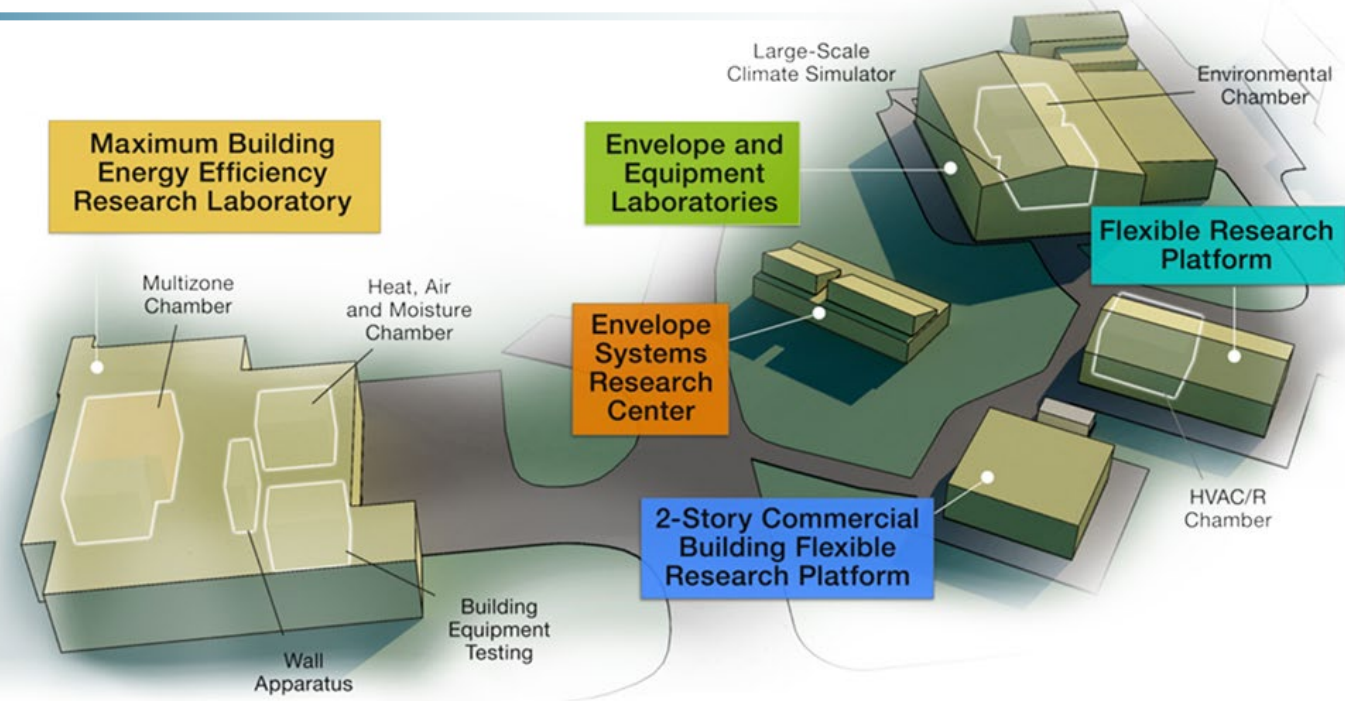 Large-Scale
Climate Simulator
Environmental
Chamber
Maximum Building
Energy Efficiency
Research Laboratory
Envelope and
Equipment
Laboratories
Flexible Research
Platform
Multizone
Chamber
Heat, Air
and Moisture
Chamber
Envelope
Systems
Research
Center
HVAC/R
Chamber
2-Story Commercial
Building Flexible
Research Platform
Building
Equipment
Testing
Wall
Apparatus